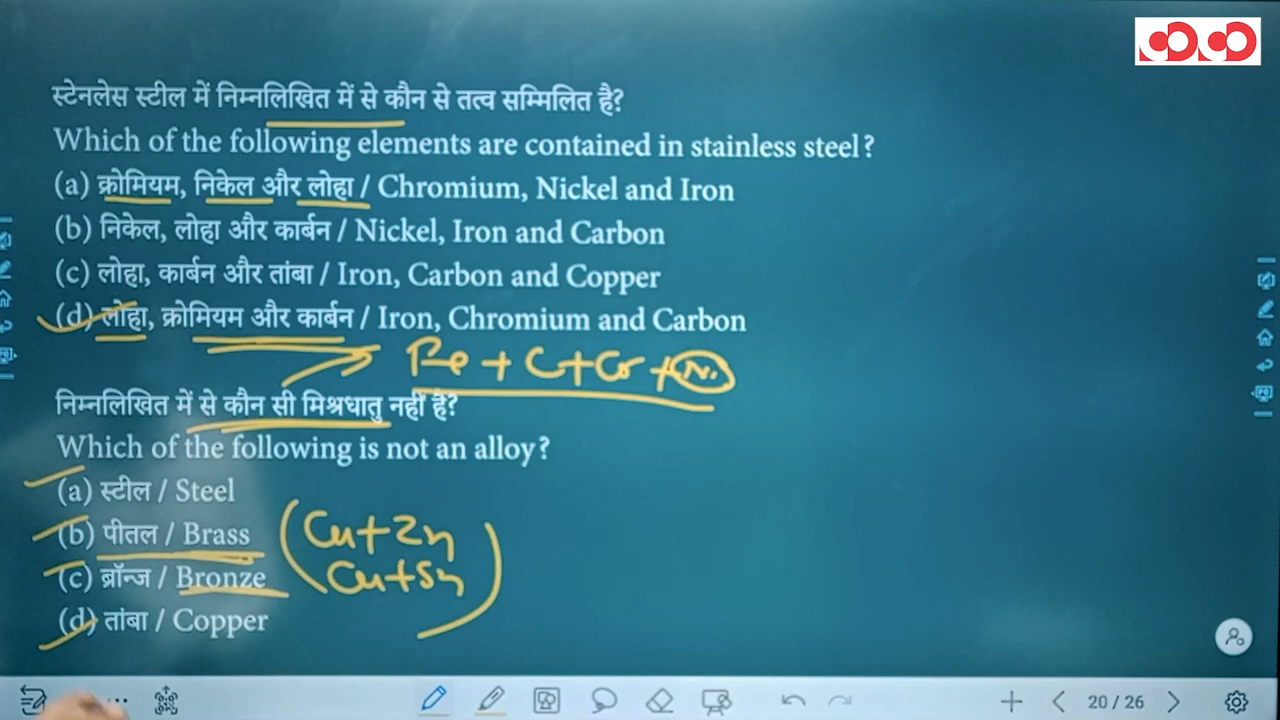 स्टेनलेस स्टील में निम्नलिखित में से कौन से तत्व सम्मिलित है?
Which of the following elements are contained in stainless steel?
(a) क्रोमियम, निकेल और लोहा / Chromium, Nickel and Iron
(b) निकेल, लोहा और कार्बन / Nickel, Iron and Carbon
(c) लोहा, कार्बन और तांबा / Iron, Carbon and Copper
(d) लोहा, क्रोमियम और कार्बन / Iron, Chromium and Carbon
Fe + C + Cr + Ni
निम्नलिखित में से कौन सी मिश्रधातु नहीं है?
Which of the following is not an alloy?
(a) स्टील / Steel
(b) पीतल / Brass (Cu+Zn
(c) ब्रॉन्ज / Bronze Cu+Sn)
(d) तांबा / Copper
20 / 26